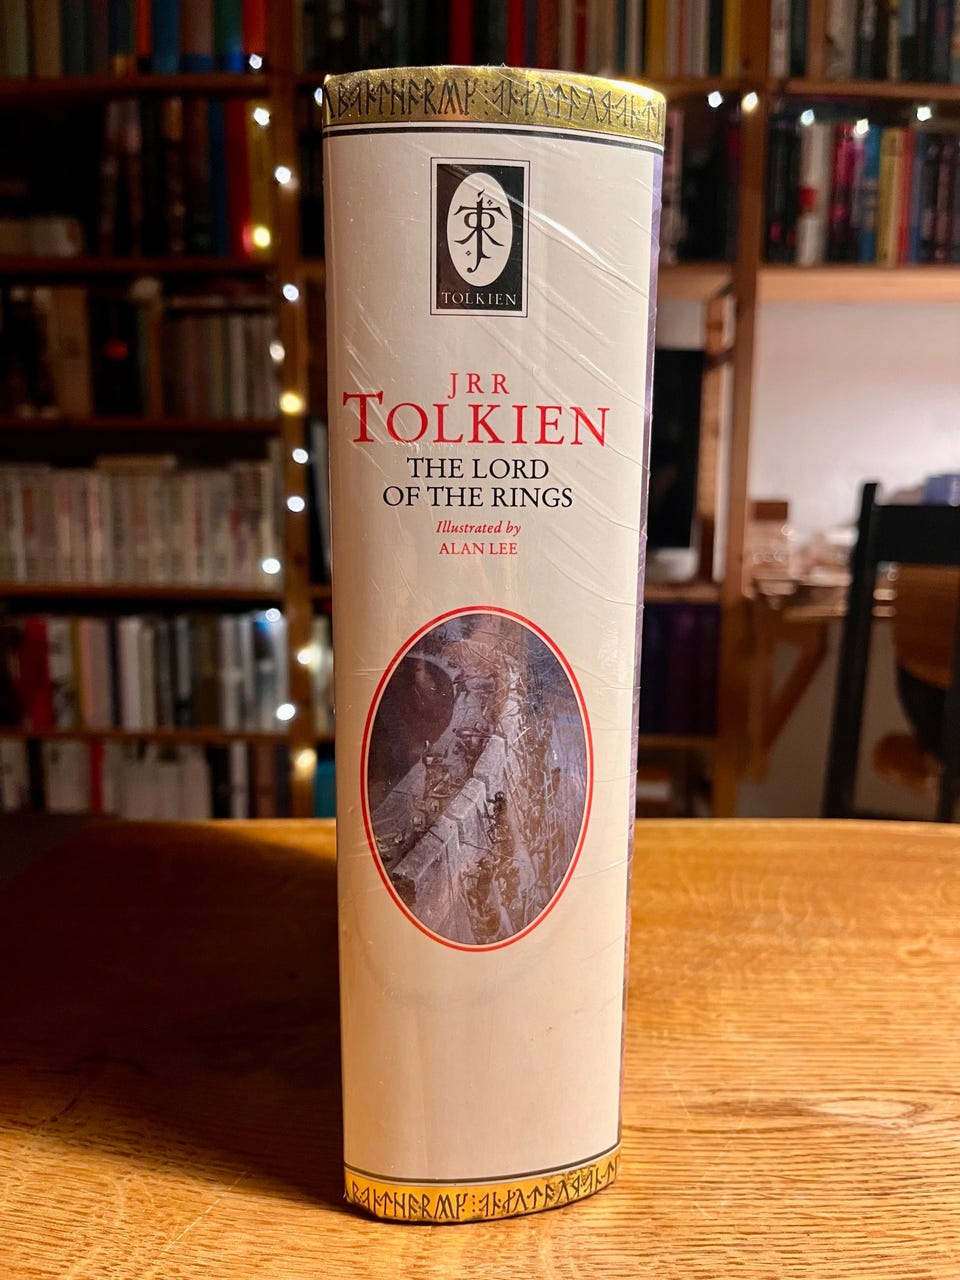 TOLKIEN
JRR
TOLKIEN
THE LORD
OF THE RINGS
Illustrated by
ALAN LEE